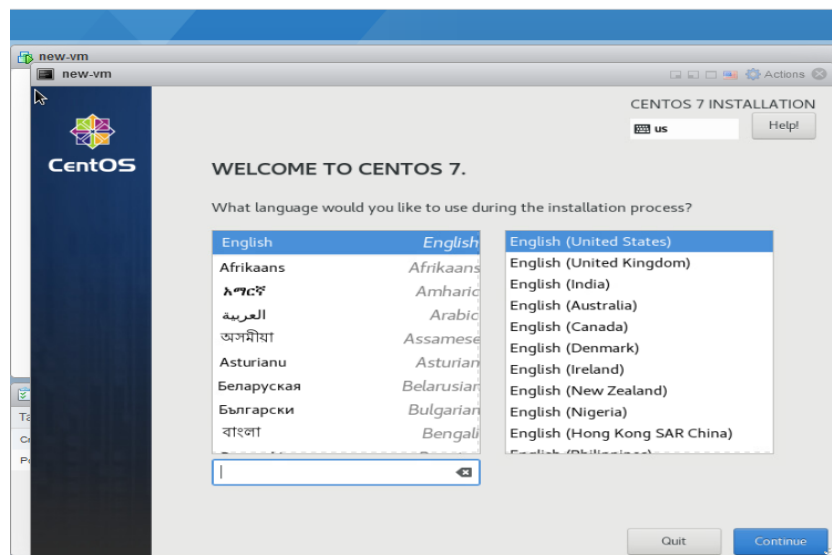 new-vm
new-vm
Actions
CENTOS 7 INSTALLATION
us
Help!
CentOS
WELCOME TO CENTOS 7.
What language would you like to use during the installation process?
English English
Afrikaans Afrikaans
አማርኛ Amharic
العربية Arabic
অসমীয়া Assamese
Asturianu Asturian
Беларуская Belarusian
Български Bulgarian
বাংলা Bengali
English (United States)
English (United Kingdom)
English (India)
English (Australia)
English (Canada)
English (Denmark)
English (Ireland)
English (New Zealand)
English (Nigeria)
English (Hong Kong SAR China)
English (Philippines)
Quit
Continue